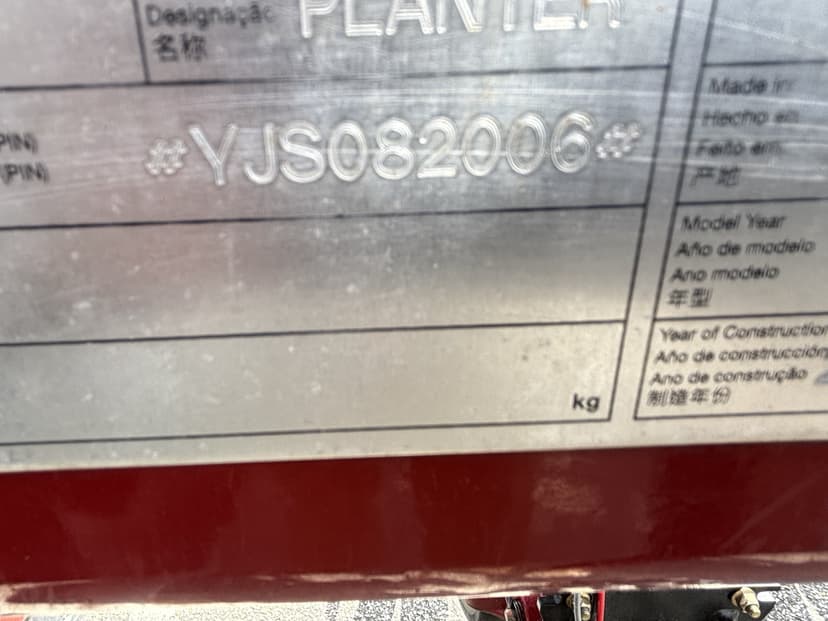 Designação
名称
PLANTER
PIN)
(PIN)
#YJS082006#
Made in:
Hecho en
Feito em:
产地
Model Year
Año de modelo
Ano modelo
年型
kg
Year of Construction
Año de construcción
Ano de construção
制造年份